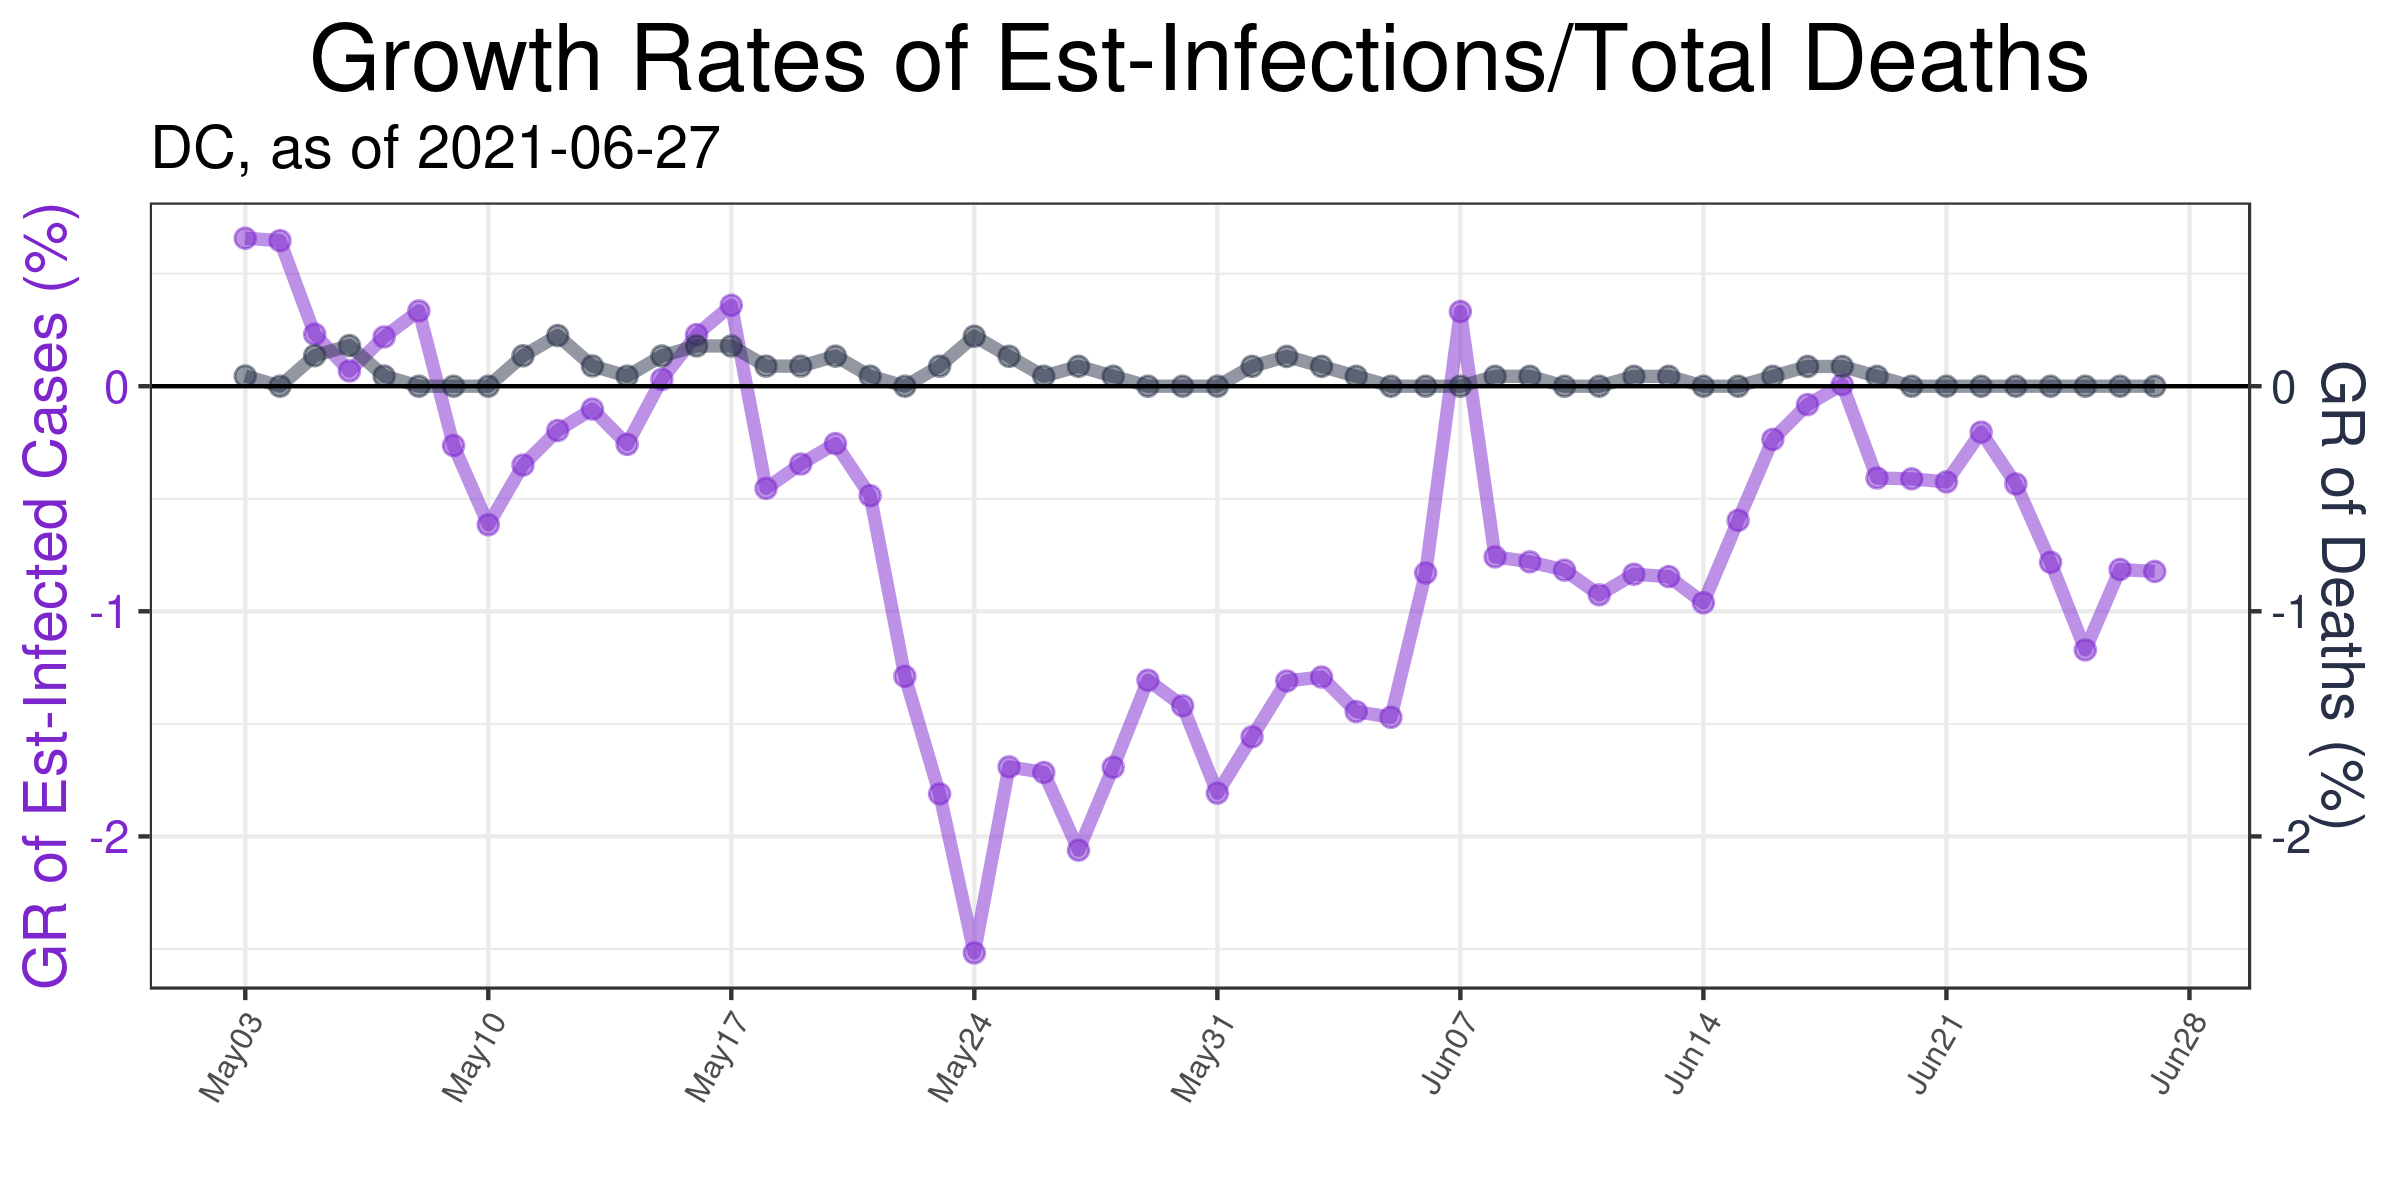 Growth Rates of Est-Infections/Total Deaths
DC, as of 2021-06-27
GR of Est-Infected Cases (%)
0
-1
-2
0
-1
-2
GR of Deaths (%)
May03
May10
May17
May24
May31
Jun07
Jun14
Jun21
Jun28